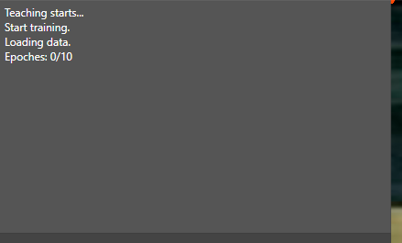 Teaching starts...
Start training.
Loading data.
Epoches: 0/10